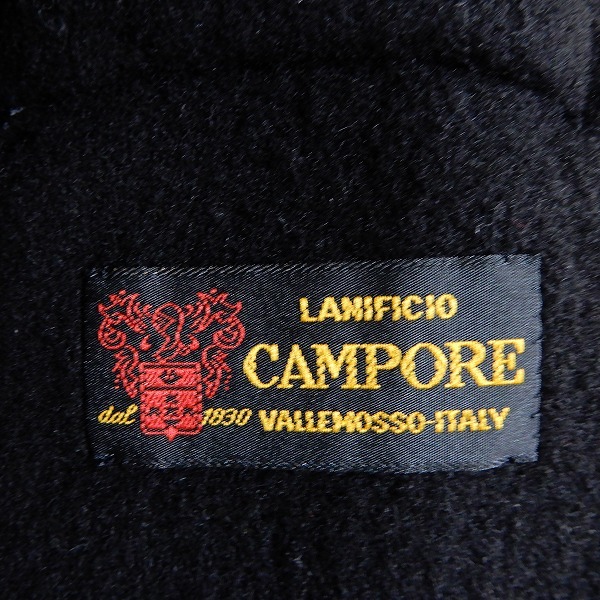 LANIFICIO
CAMPORE
dal 1830 VALLEMOSSO-ITALY